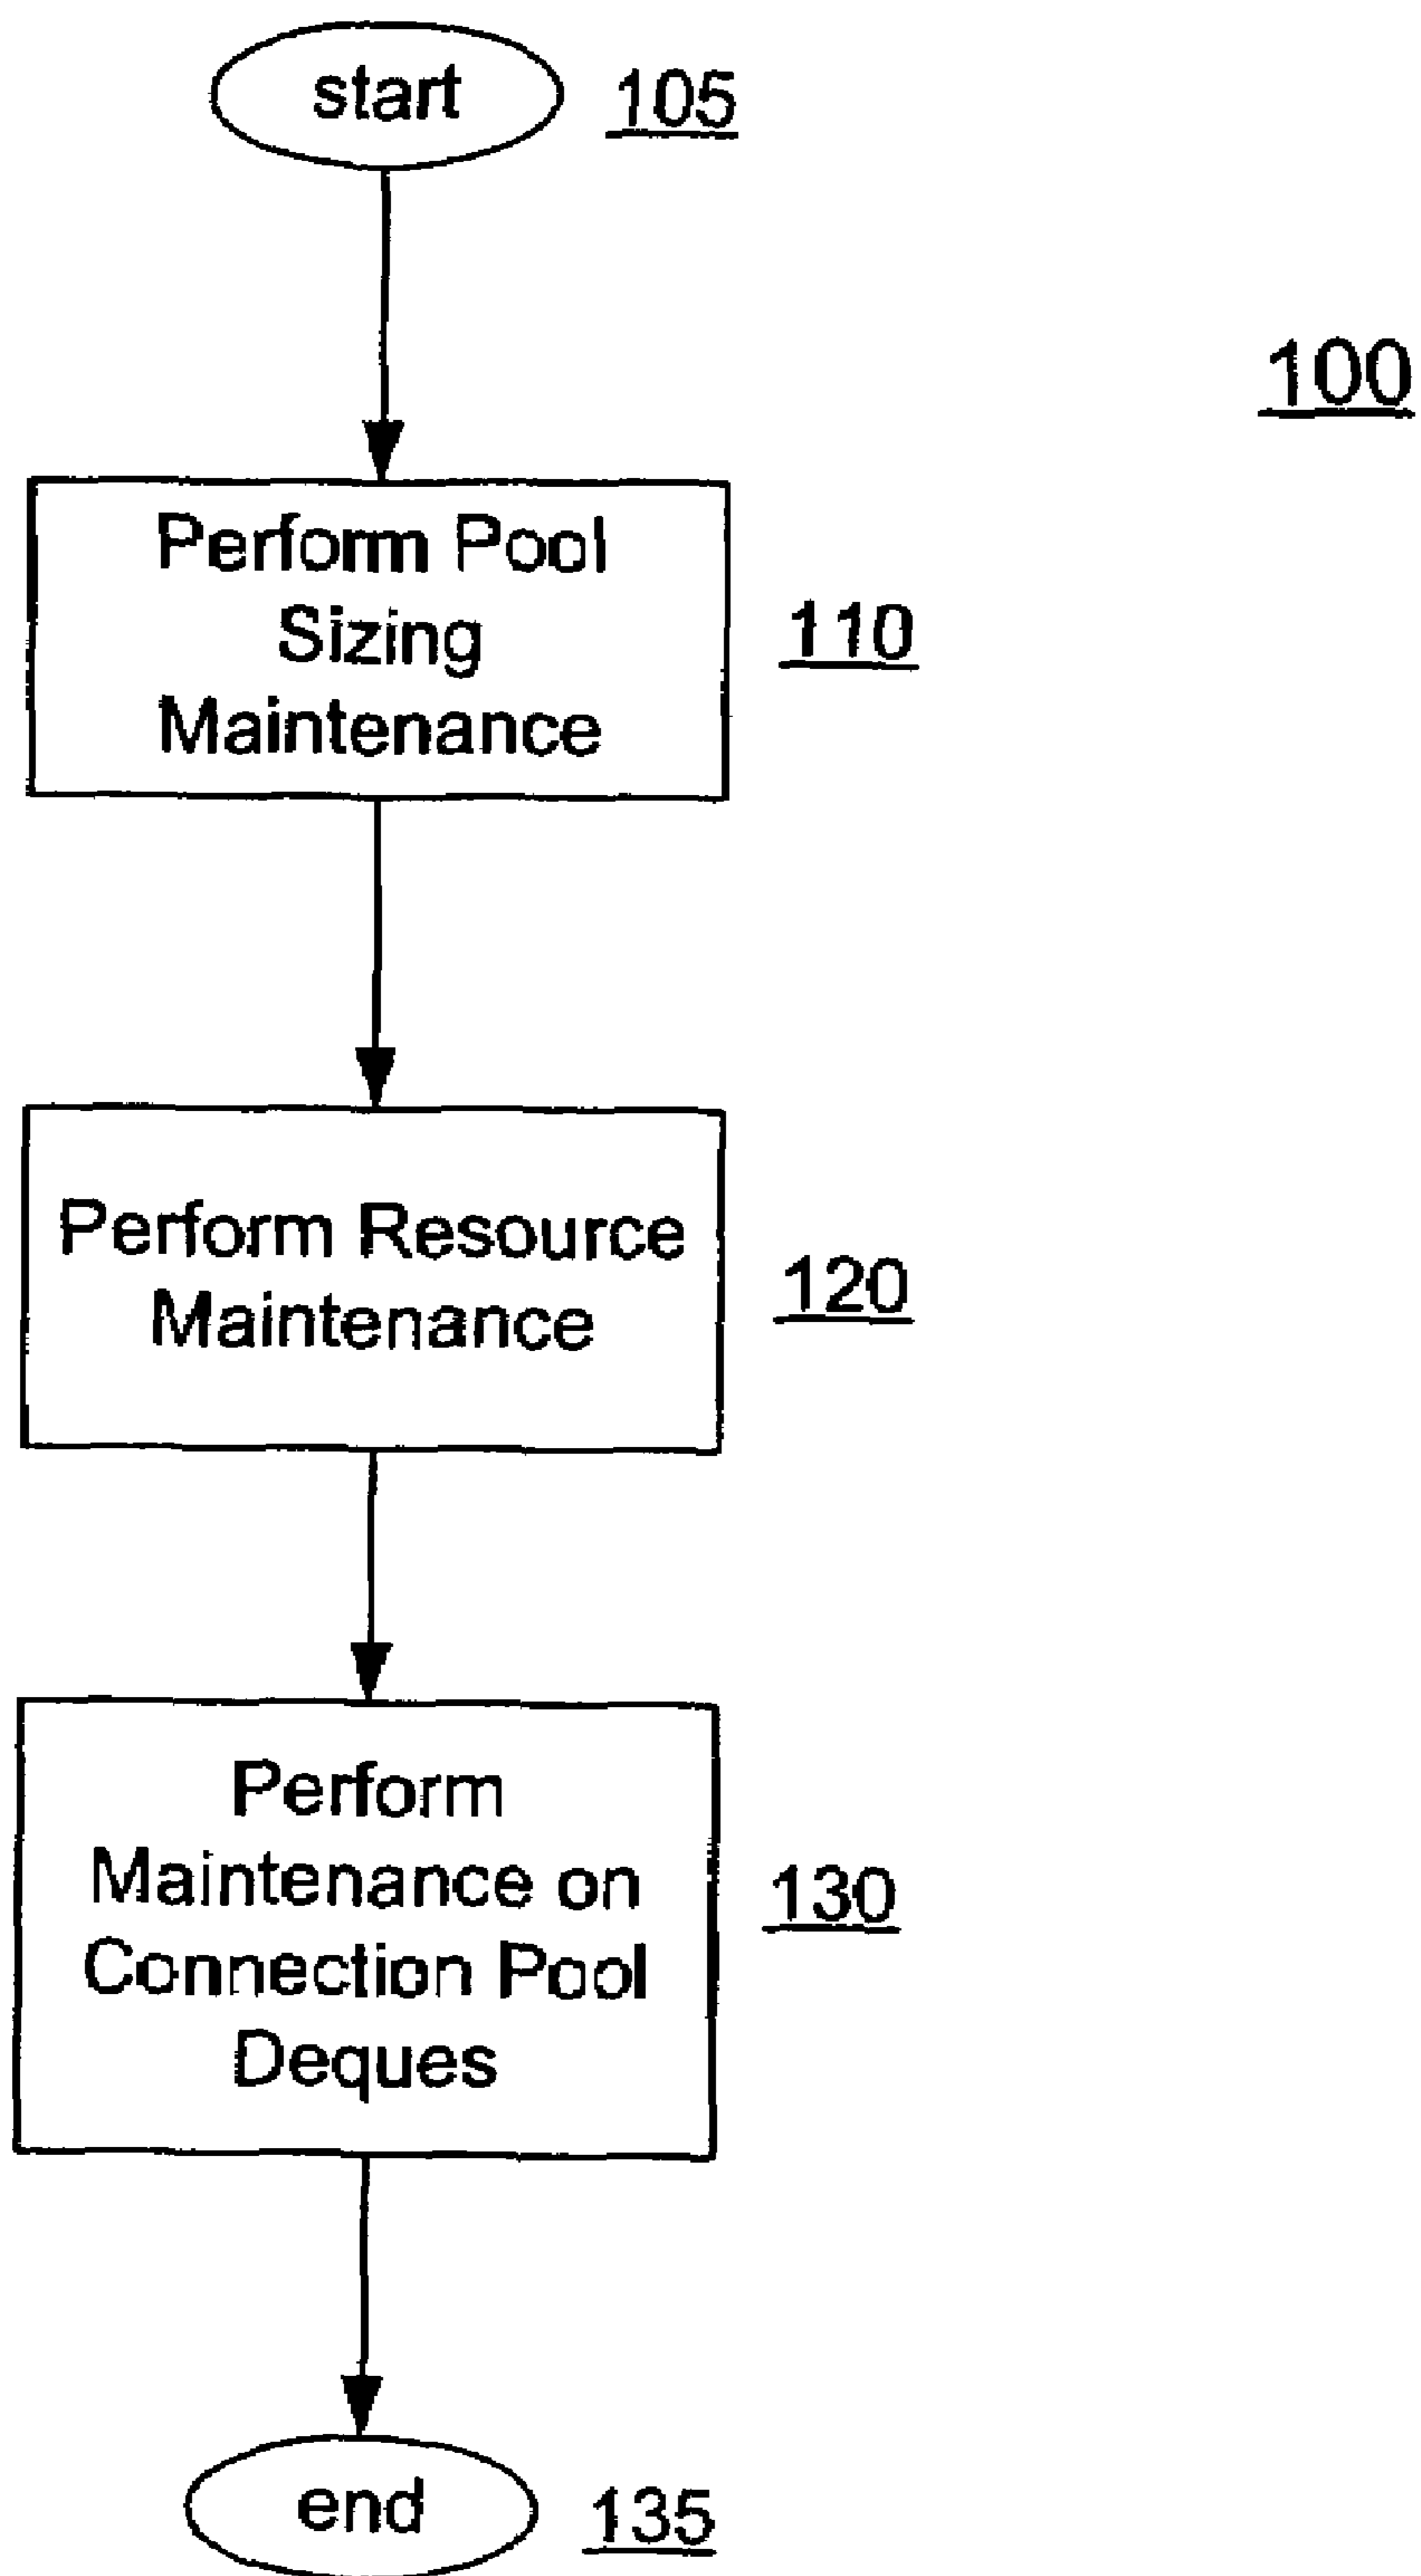 start
105
100
Perform Pool
Sizing
Maintenance
110
Perform Resource
Maintenance
120
Perform
Maintenance on
Connection Pool
Deques
130
end
135